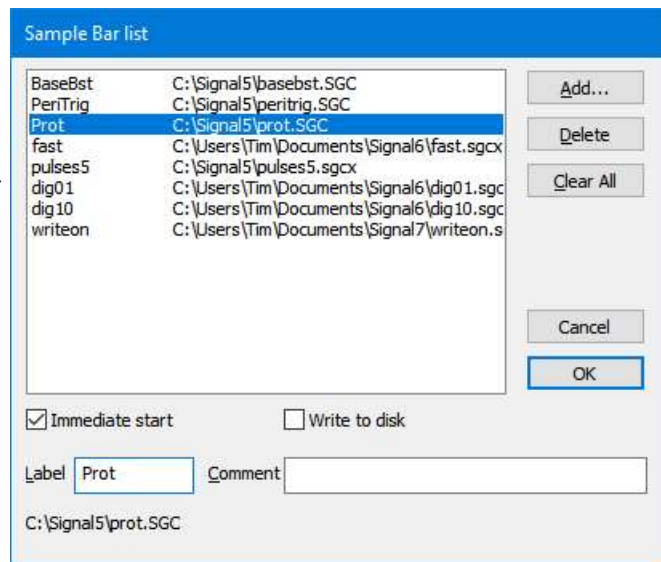 Sample Bar list
BaseBst C:\Signal5\basebst.SGC
PeriTrig C:\Signal5\peritrig.SGC
Prot C:\Signal5\prot.SGC
fast C:\Users\Tim\Documents\Signal6\fast.sgcx
pulses5 C:\Signal5\pulses5.sgcx
dig01 C:\Users\Tim\Documents\Signal6\dig01.sgc
dig10 C:\Users\Tim\Documents\Signal6\dig10.sgc
writeon C:\Users\Tim\Documents\Signal7\writeon.s
Add...
Delete
Clear All
Cancel
OK
Immediate start Write to disk
Label Prot Comment
C:\Signal5\prot.SGC